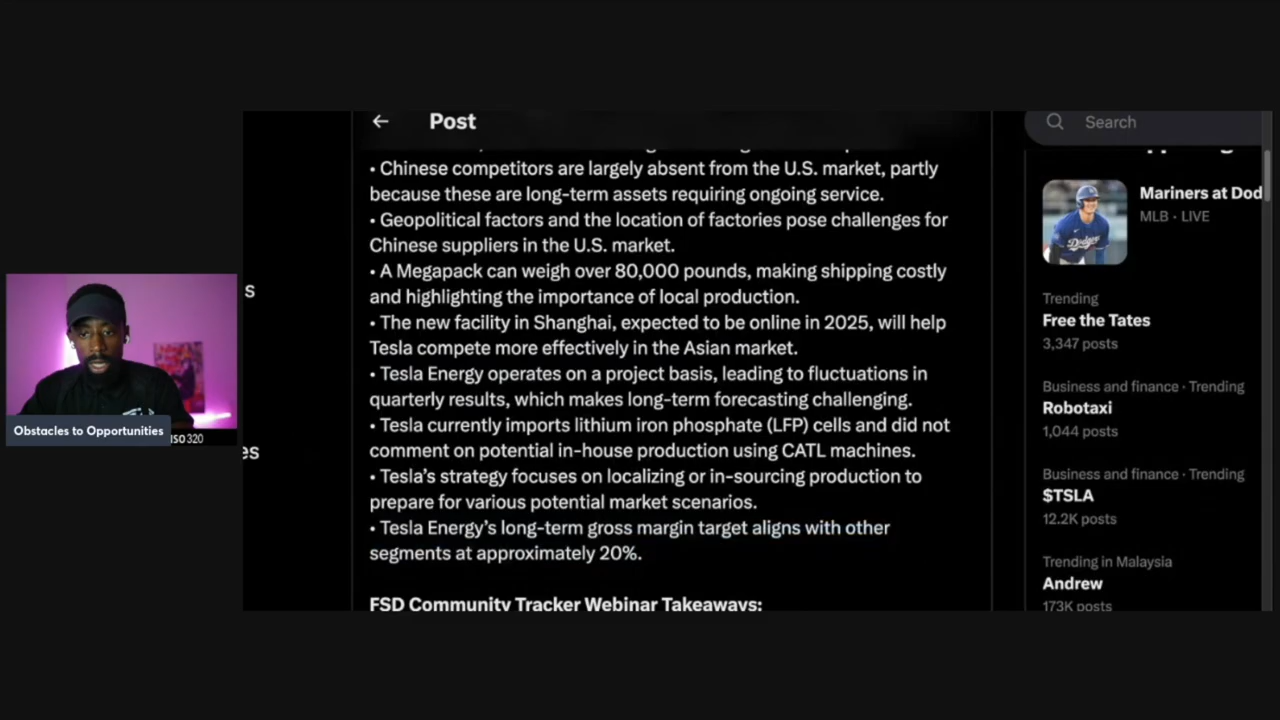 Post
• Chinese competitors are largely absent from the U.S. market, partly
because these are long-term assets requiring ongoing service.
• Geopolitical factors and the location of factories pose challenges for
Chinese suppliers in the U.S. market.
• A Megapack can weigh over 80,000 pounds, making shipping costly
and highlighting the importance of local production.
• The new facility in Shanghai, expected to be online in 2025, will help
Tesla compete more effectively in the Asian market.
• Tesla Energy operates on a project basis, leading to fluctuations in
quarterly results, which makes long-term forecasting challenging.
• Tesla currently imports lithium iron phosphate (LFP) cells and did not
comment on potential in-house production using CATL machines.
• Tesla's strategy focuses on localizing or in-sourcing production to
prepare for various potential market scenarios.
• Tesla Energy's long-term gross margin target aligns with other
segments at approximately 20%.
FSD Community Tracker Webinar Takeaways:
Search
Mariners at Dod
MLB · LIVE
Trending
Free the Tates
3,347 posts
Business and finance · Trending
Robotaxi
1,044 posts
Business and finance · Trending
$TSLA
12.2K posts
Trending in Malaysia
Andrew
173K posts
s
es
Obstacles to Opportunities
ISO 320
Dodgers